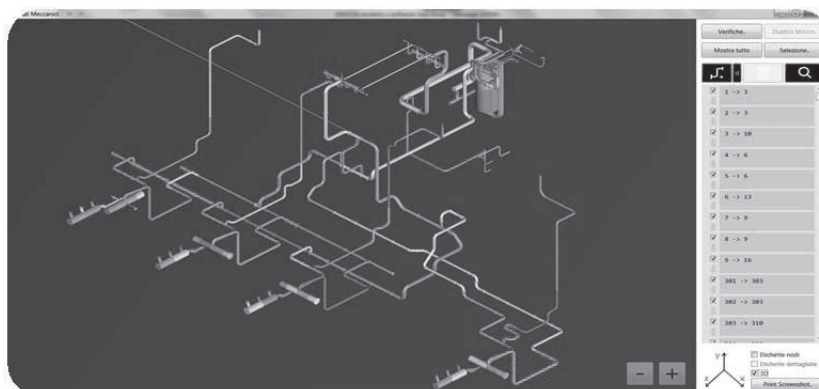 Meccanici
Verifiche..
Duplica blocco..
Mostra tutto
Selezione..
d
1 -> 3
2 -> 3
3 -> 10
4 -> 6
5 -> 6
6 -> 13
7 -> 9
8 -> 9
9 -> 16
301 -> 303
302 -> 303
303 -> 310
y
x
Etichette nodi
Etichette dettagliate
3D
Print Screenshot..
- +